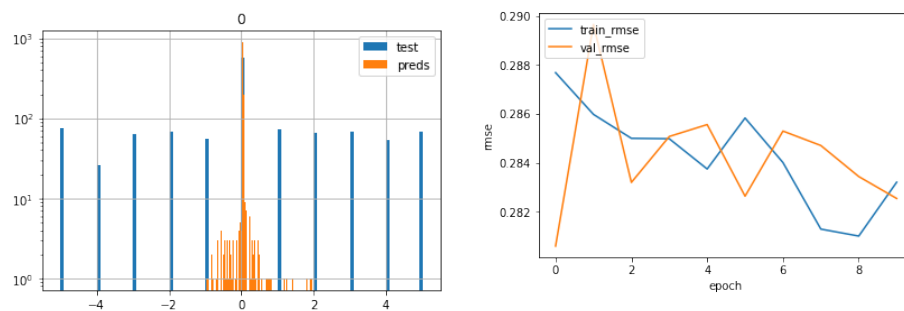 0
10³
10²
10¹
10⁰
−4 −2 0 2 4
test
preds
0.290
0.288
0.286
0.284
0.282
rmse
0 2 4 6 8
epoch
train_rmse
val_rmse